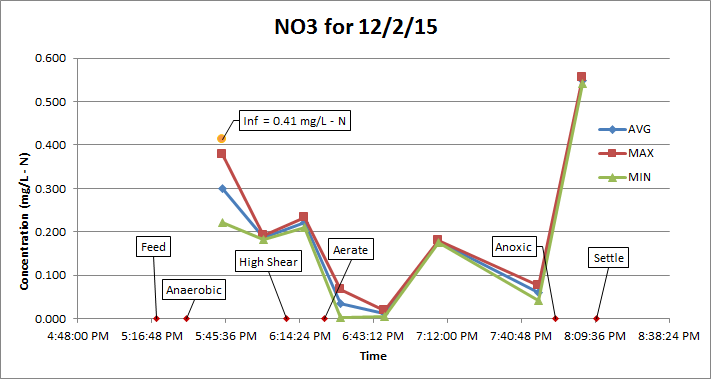 NO3 for 12/2/15
0.600
0.500
0.400
0.300
0.200
0.100
0.000
Concentration (mg/L - N)
Inf = 0.41 mg/L - N
AVG
MAX
MIN
Feed
Anaerobic
High Shear
Aerate
Anoxic
Settle
4:48:00 PM 5:16:48 PM 5:45:36 PM 6:14:24 PM 6:43:12 PM 7:12:00 PM 7:40:48 PM 8:09:36 PM 8:38:24 PM
Time